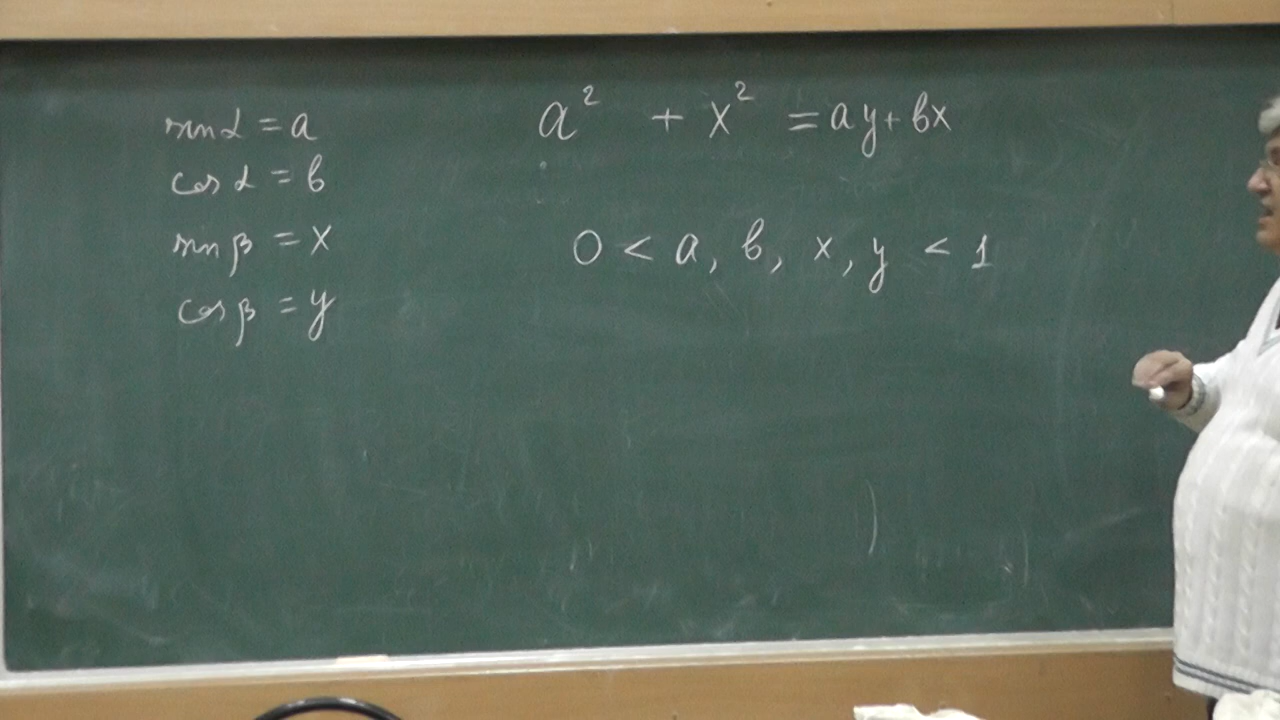 sin α = a
cos α = b
sin β = x
cos β = y
a² + x² = ay + bx
0 < a, b, x, y < 1